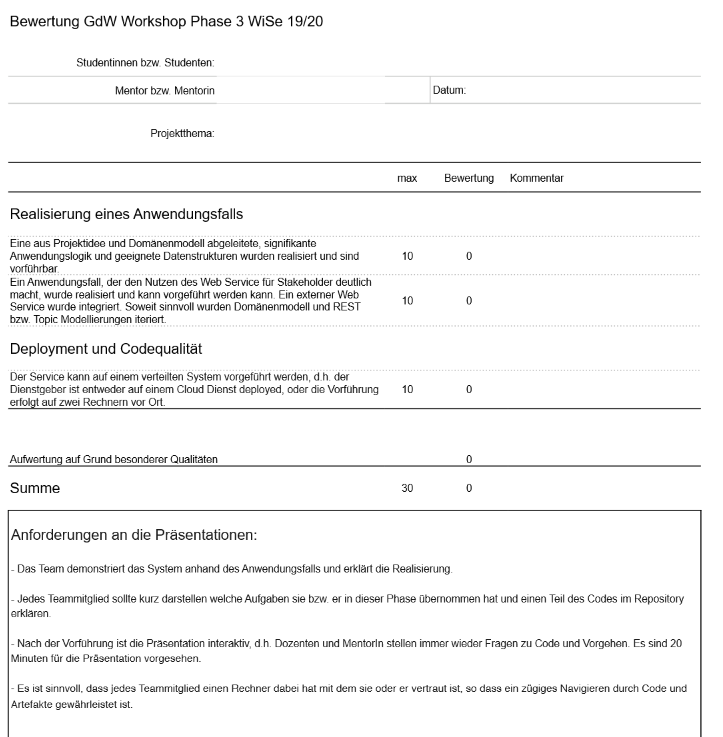 Bewertung GdW Workshop Phase 3 WiSe 19/20
Studentinnen bzw. Studenten:
Mentor bzw. Mentorin
Datum:
Projektthema:
max Bewertung Kommentar
Realisierung eines Anwendungsfalls
Eine aus Projektidee und Domänenmodell abgeleitete, signifikante
Anwendungslogik und geeignete Datenstrukturen wurden realisiert und sind 10 0
vorführbar.
Ein Anwendungsfall, der den Nutzen des Web Service für Stakeholder deutlich
macht, wurde realisiert und kann vorgeführt werden kann. Ein externer Web 10 0
Service wurde integriert. Soweit sinnvoll wurden Domänenmodell und REST
bzw. Topic Modellierungen iteriert.
Deployment und Codequalität
Der Service kann auf einem verteilten System vorgeführt werden, d.h. der
Dienstgeber ist entweder auf einem Cloud Dienst deployed, oder die Vorführung 10 0
erfolgt auf zwei Rechnern vor Ort.
Aufwertung auf Grund besonderer Qualitäten 0
Summe 30 0
Anforderungen an die Präsentationen:
- Das Team demonstriert das System anhand des Anwendungsfalls und erklärt die Realisierung.
- Jedes Teammitglied sollte kurz darstellen welche Aufgaben sie bzw. er in dieser Phase übernommen hat und einen Teil des Codes im Repository
erklären.
- Nach der Vorführung ist die Präsentation interaktiv, d.h. Dozenten und MentorIn stellen immer wieder Fragen zu Code und Vorgehen. Es sind 20
Minuten für die Präsentation vorgesehen.
- Es ist sinnvoll, dass jedes Teammitglied einen Rechner dabei hat mit dem sie oder er vertraut ist, so dass ein zügiges Navigieren durch Code und
Artefakte gewährleistet ist.